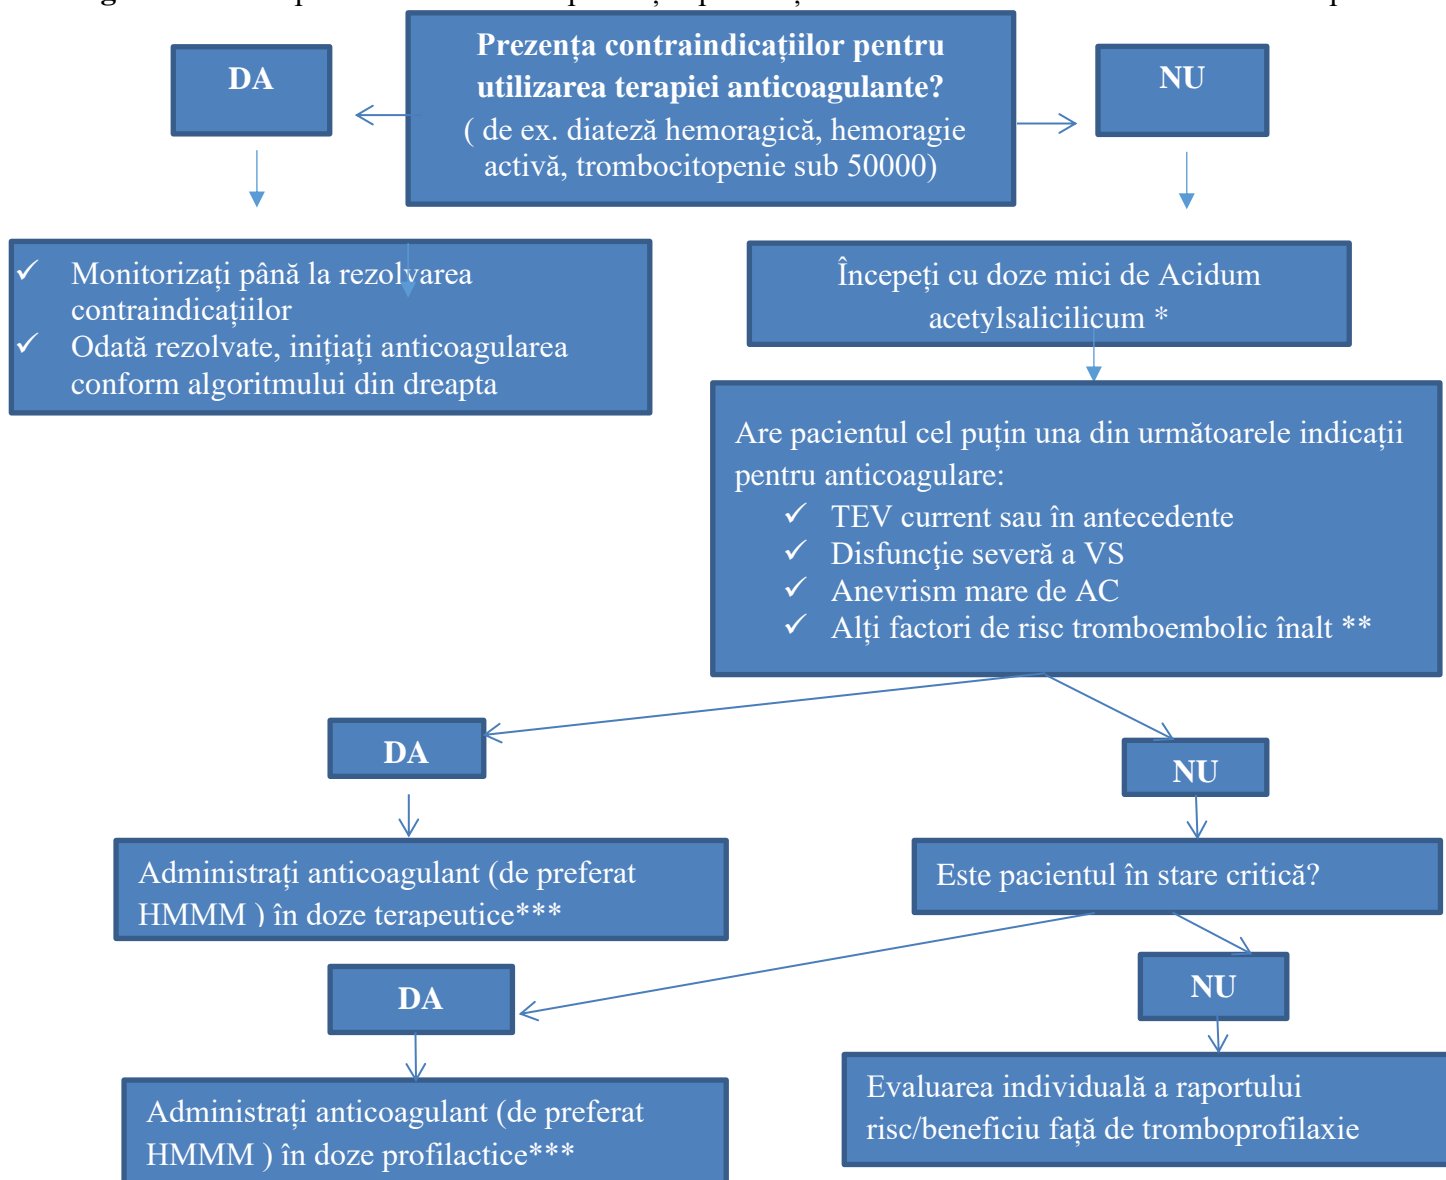 Prezența contraindicațiilor pentru
utilizarea terapiei anticoagulante?
( de ex. diateză hemoragică, hemoragie
activă, trombocitopenie sub 50000)
DA
NU
✓ Monitorizați până la rezolvarea
contraindicațiilor
✓ Odată rezolvate, inițiați anticoagularea
conform algoritmului din dreapta
Începeți cu doze mici de Acidum
acetylsalicilicum *
Are pacientul cel puțin una din următoarele indicații
pentru anticoagulare:
✓ TEV current sau în antecedente
✓ Disfuncţie severă a VS
✓ Anevrism mare de AC
✓ Alți factori de risc tromboembolic înalt **
DA
NU
Administrați anticoagulant (de preferat
HMMM ) în doze terapeutice***
Este pacientul în stare critică?
DA
NU
Administrați anticoagulant (de preferat
HMMM ) în doze profilactice***
Evaluarea individuală a raportului
risc/beneficiu față de tromboprofilaxie